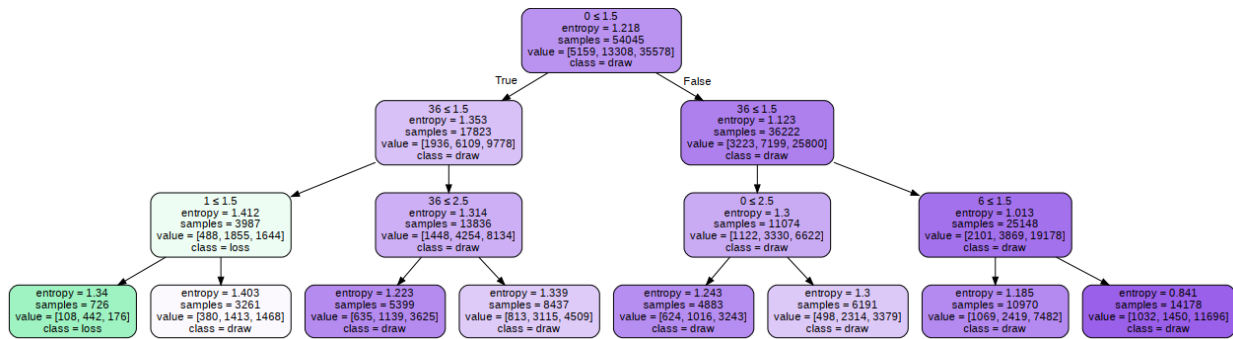 0 ≤ 1.5
entropy = 1.218
samples = 54045
value = [5159, 13308, 35578]
class = draw
True
False
36 ≤ 1.5
entropy = 1.353
samples = 17823
value = [1936, 6109, 9778]
class = draw
36 ≤ 1.5
entropy = 1.123
samples = 36222
value = [3223, 7199, 25800]
class = draw
1 ≤ 1.5
entropy = 1.412
samples = 3987
value = [488, 1855, 1644]
class = loss
36 ≤ 2.5
entropy = 1.314
samples = 13836
value = [1448, 4254, 8134]
class = draw
0 ≤ 2.5
entropy = 1.3
samples = 11074
value = [1122, 3330, 6622]
class = draw
6 ≤ 1.5
entropy = 1.013
samples = 25148
value = [2101, 3869, 19178]
class = draw
entropy = 1.34
samples = 726
value = [108, 442, 176]
class = loss
entropy = 1.403
samples = 3261
value = [380, 1413, 1468]
class = draw
entropy = 1.223
samples = 5399
value = [635, 1139, 3625]
class = draw
entropy = 1.339
samples = 8437
value = [813, 3115, 4509]
class = draw
entropy = 1.243
samples = 4883
value = [624, 1016, 3243]
class = draw
entropy = 1.3
samples = 6191
value = [498, 2314, 3379]
class = draw
entropy = 1.185
samples = 10970
value = [1069, 2419, 7482]
class = draw
entropy = 0.841
samples = 14178
value = [1032, 1450, 11696]
class = draw